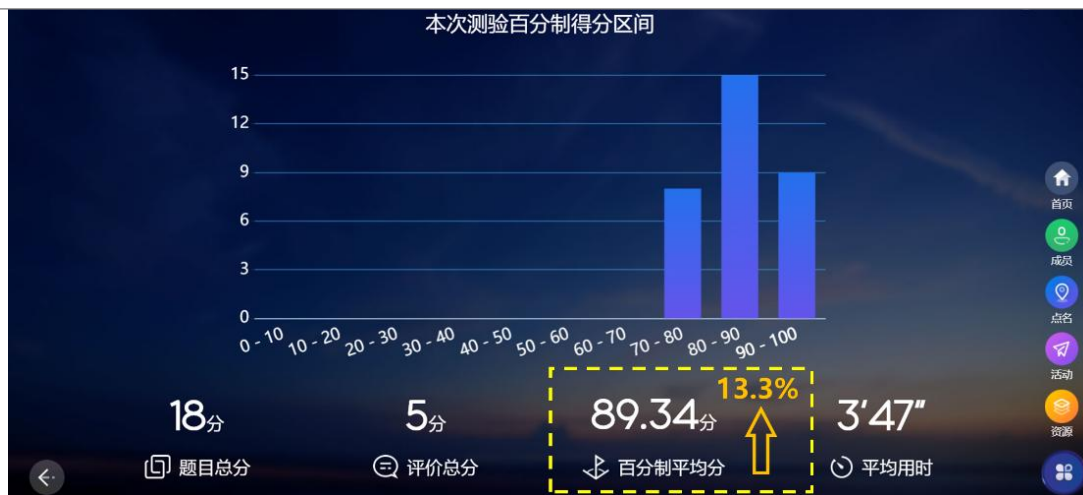 本次测验百分制得分区间
15
12
9
6
3
0
0 - 10
10 - 20
20 - 30
30 - 40
40 - 50
50 - 60
60 - 70
70 - 80
80 - 90
90 - 100
18分
题目总分
5分
评价总分
89.34分
13.3%
百分制平均分
3'47"
平均用时
首页
成员
点名
活动
资源